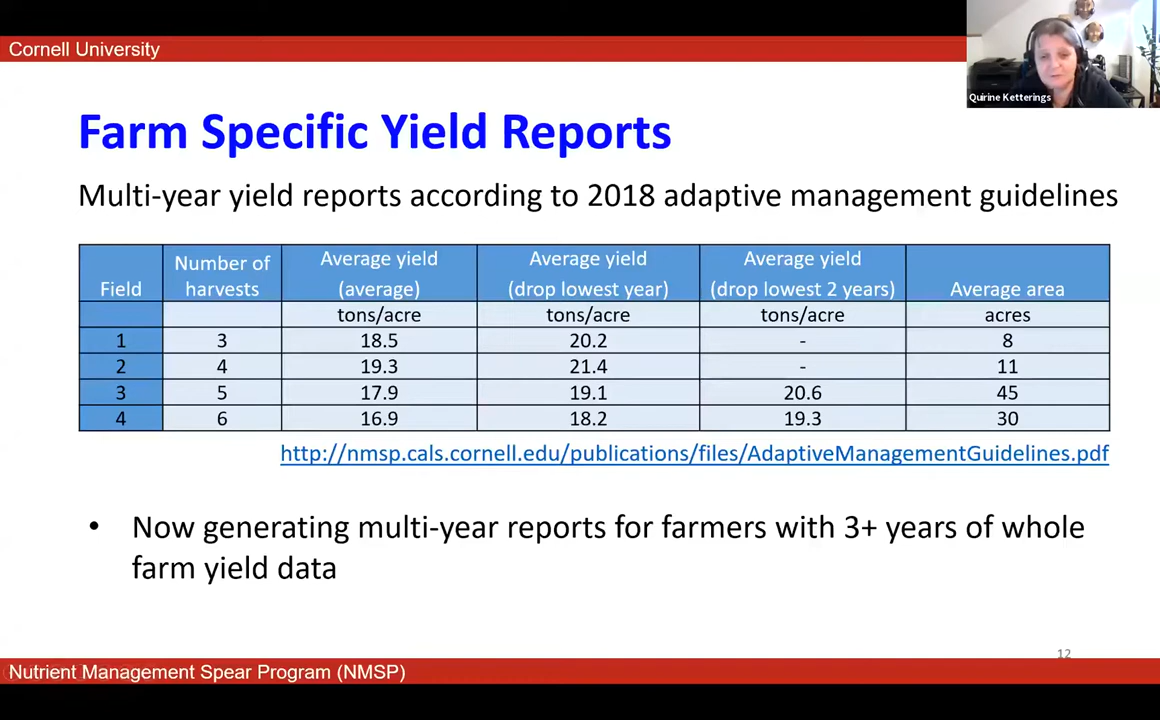 Cornell University
Quirine Ketterings
Farm Specific Yield Reports
Multi-year yield reports according to 2018 adaptive management guidelines
Field Number of harvests Average yield (average) Average yield (drop lowest year) Average yield (drop lowest 2 years) Average area
tons/acre tons/acre tons/acre acres
1 3 18.5 20.2 - 8
2 4 19.3 21.4 - 11
3 5 17.9 19.1 20.6 45
4 6 16.9 18.2 19.3 30
http://nmsp.cals.cornell.edu/publications/files/AdaptiveManagementGuidelines.pdf
• Now generating multi-year reports for farmers with 3+ years of whole
farm yield data
12
Nutrient Management Spear Program (NMSP)